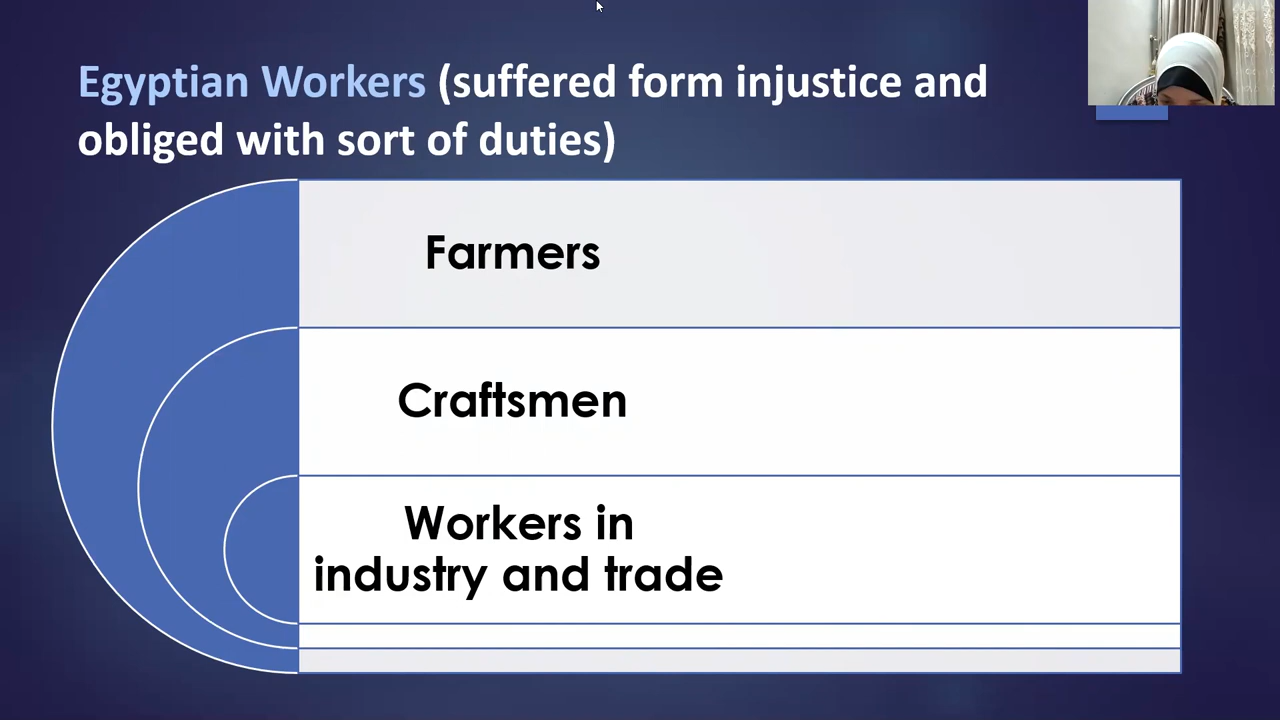 Egyptian Workers (suffered form injustice and
obliged with sort of duties)
Farmers
Craftsmen
Workers in
industry and trade